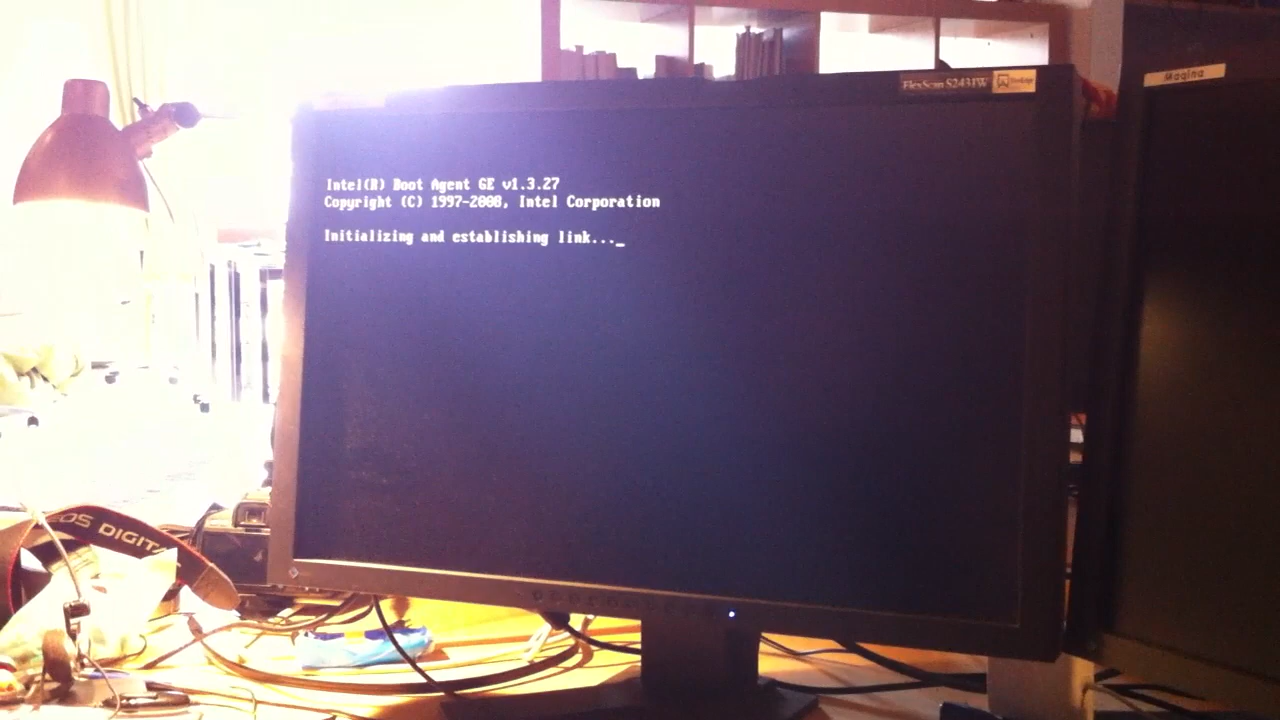 FlexScan S2431W
Intel(R) Boot Agent GE v1.3.27
Copyright (C) 1997-2008, Intel Corporation
Initializing and establishing link..._
EOS DIGITAL